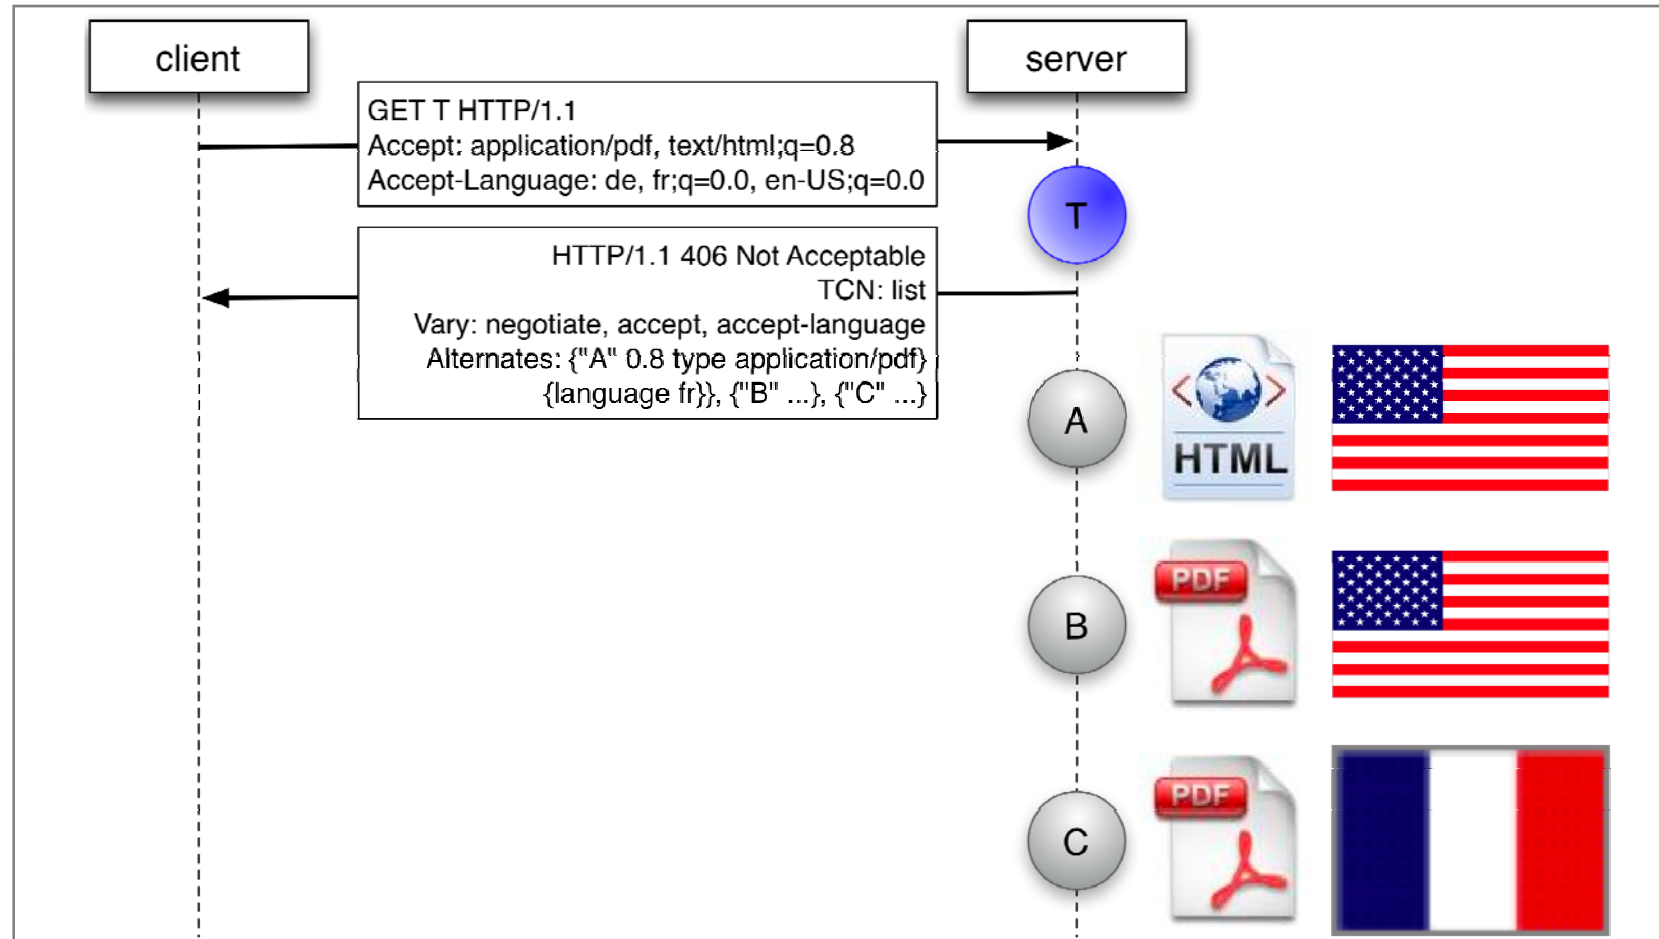 client
server
GET T HTTP/1.1
Accept: application/pdf, text/html;q=0.8
Accept-Language: de, fr;q=0.0, en-US;q=0.0
T
HTTP/1.1 406 Not Acceptable
TCN: list
Vary: negotiate, accept, accept-language
Alternates: {"A" 0.8 type application/pdf}
{language fr}}, {"B" ...}, {"C" ...}
A
< >
HTML
B
PDF
C
PDF